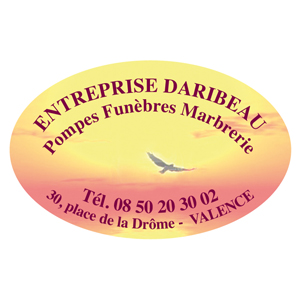 ENTREPRISE DARIBEAU
Pompes Funèbres Marbrerie
Tél. 08 50 20 30 02
30, place de la Drôme - VALENCE